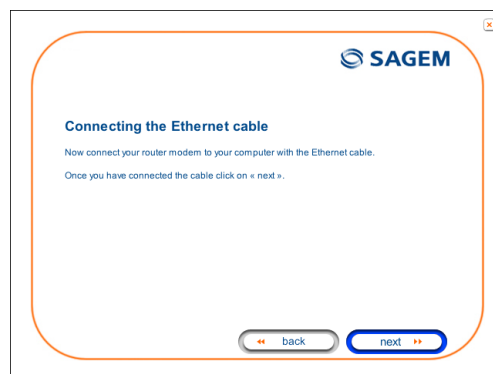 SAGEM
Connecting the Ethernet cable
Now connect your router modem to your computer with the Ethernet cable.
Once you have connected the cable click on « next ».
back
next